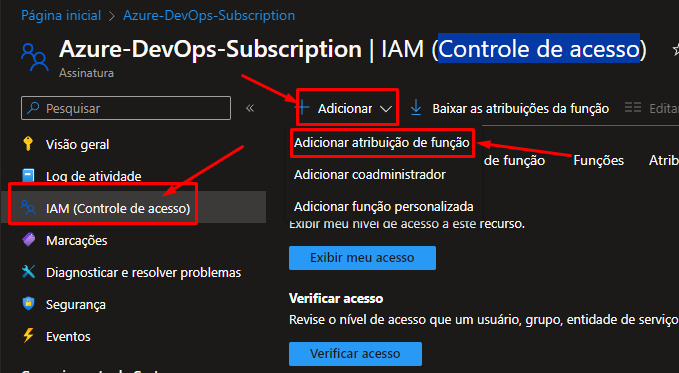 Página inicial > Azure-DevOps-Subscription >
Azure-DevOps-Subscription | IAM (Controle de acesso)
Assinatura
Pesquisar
«
+ Adicionar
Baixar as atribuições da função
Editar
Adicionar atribuição de função
Adicionar coadministrador
Adicionar função personalizada
de função
Funções
Atrib
Visão geral
Log de atividade
IAM (Controle de acesso)
Marcações
Diagnosticar e resolver problemas
Segurança
Eventos
Exibir meu nível de acesso a este recurso.
Exibir meu acesso
Verificar acesso
Revise o nível de acesso que um usuário, grupo, entidade de serviço
Verificar acesso